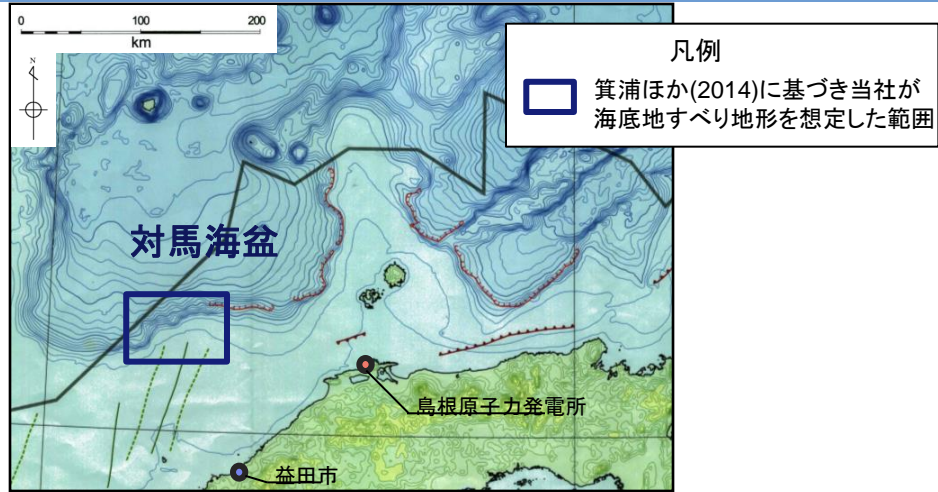 0 100 200
km
N
凡例
箕浦ほか(2014)に基づき当社が
海底地すべり地形を想定した範囲
対馬海盆
島根原子力発電所
益田市